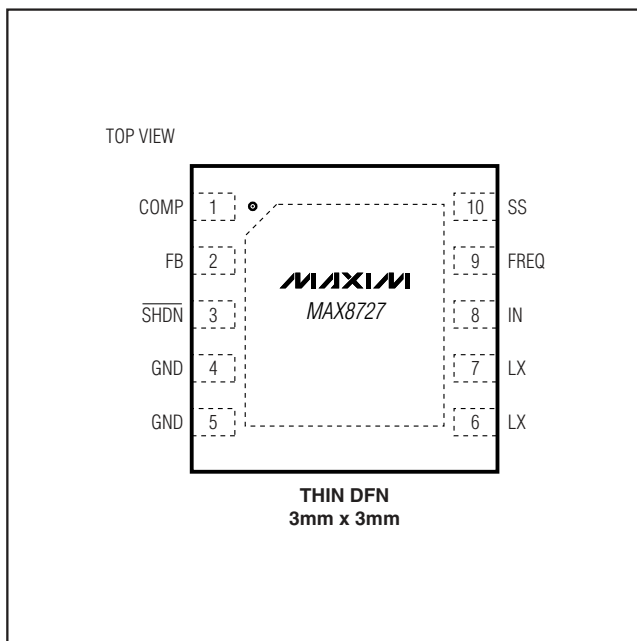 TOP VIEW
COMP 1 10 SS
FB 2 9 FREQ
MAXIM
SHDN 3 MAX8727 8 IN
GND 4 7 LX
GND 5 6 LX
THIN DFN
3mm x 3mm